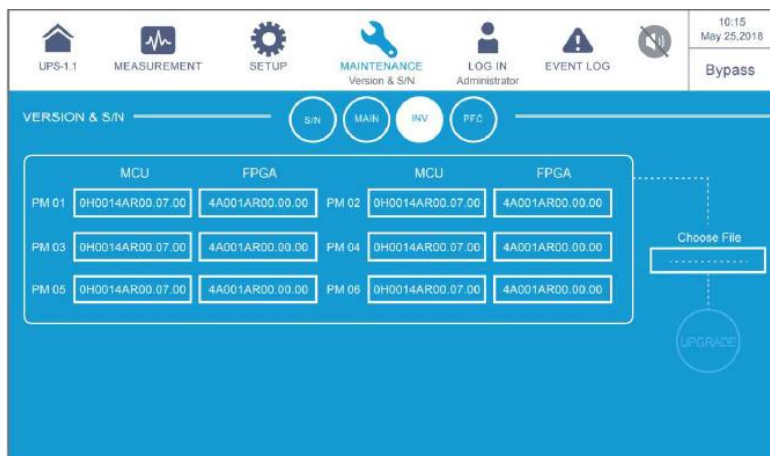 10:15
May 25,2018
Bypass
UPS-1.1 MEASUREMENT SETUP MAINTENANCE LOG IN EVENT LOG
Version & S/N Administrator
VERSION & S/N S/N MAIN INV PFC
MCU FPGA MCU FPGA
PM 01 0H0014AR00.07.00 4A001AR00.00.00 PM 02 0H0014AR00.07.00 4A001AR00.00.00
Choose File
PM 03 0H0014AR00.07.00 4A001AR00.00.00 PM 04 0H0014AR00.07.00 4A001AR00.00.00
PM 05 0H0014AR00.07.00 4A001AR00.00.00 PM 06 0H0014AR00.07.00 4A001AR00.00.00
UPGRADE